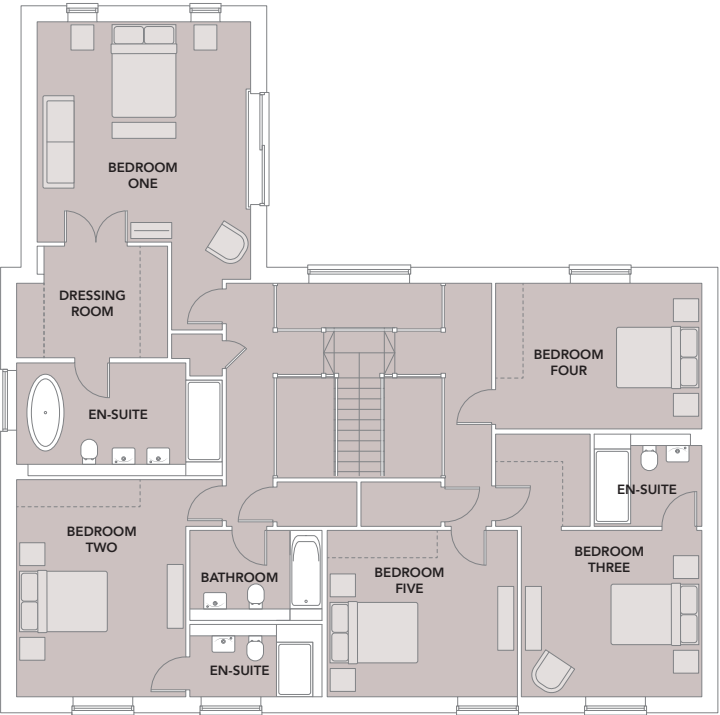 BEDROOM
ONE
DRESSING
ROOM
BEDROOM
FOUR
EN-SUITE
EN-SUITE
BEDROOM
TWO
BEDROOM
THREE
BATHROOM
BEDROOM
FIVE
EN-SUITE